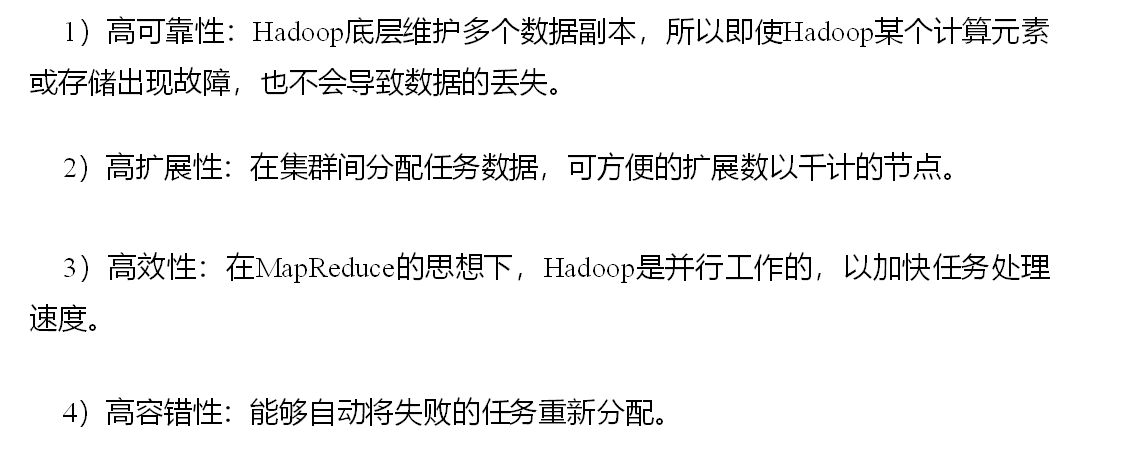 1）高可靠性：Hadoop底层维护多个数据副本，所以即使Hadoop某个计算元素
或存储出现故障，也不会导致数据的丢失。
2）高扩展性：在集群间分配任务数据，可方便的扩展数以千计的节点。
3）高效性：在MapReduce的思想下，Hadoop是并行工作的，以加快任务处理
速度。
4）高容错性：能够自动将失败的任务重新分配。